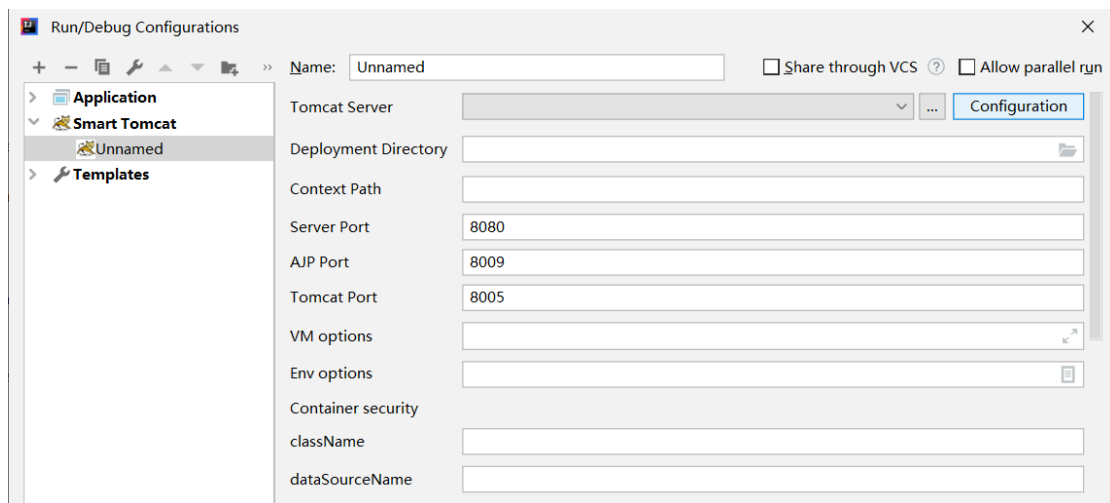 Run/Debug Configurations
Name: Unnamed
Share through VCS ?
Allow parallel run
Application
Smart Tomcat
Unnamed
Templates
Tomcat Server ... Configuration
Deployment Directory
Context Path
Server Port 8080
AJP Port 8009
Tomcat Port 8005
VM options
Env options
Container security
className
dataSourceName